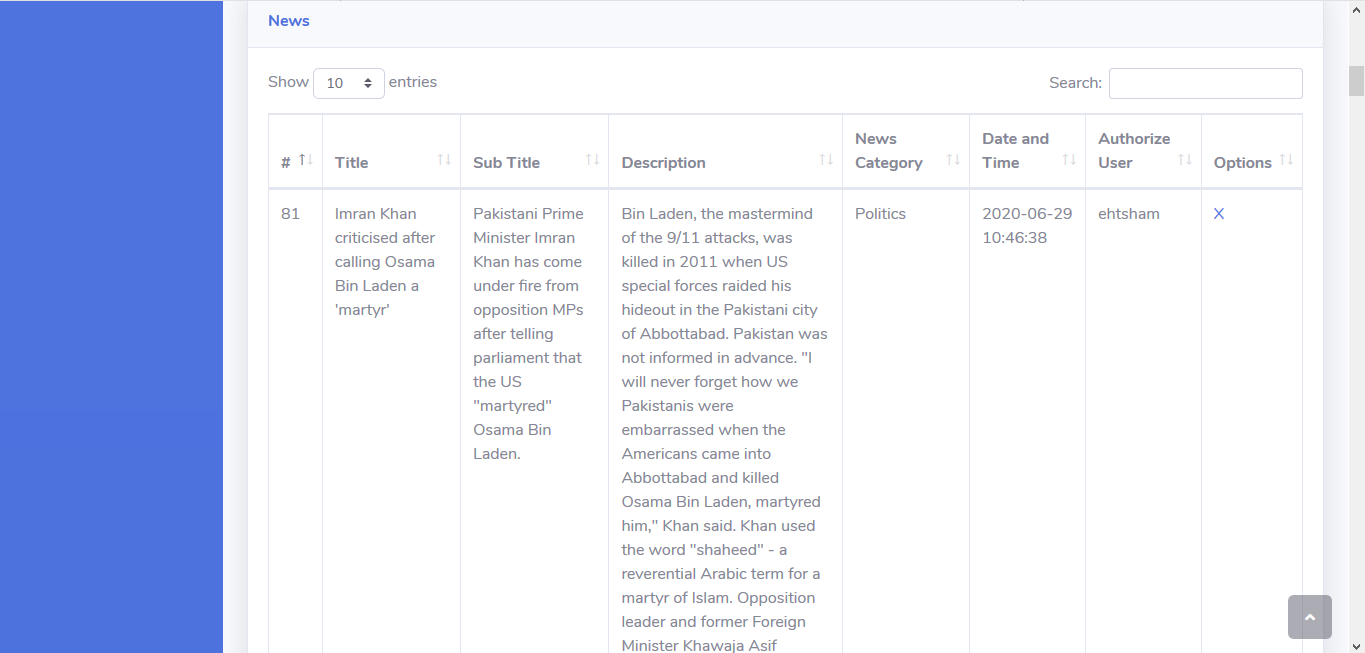 News
Show 10 entries
Search:
#
Title
Sub Title
Description
News
Category
Date and
Time
Authorize
User
Options
81
Imran Khan
criticised after
calling Osama
Bin Laden a
'martyr'
Pakistani Prime
Minister Imran
Khan has come
under fire from
opposition MPs
after telling
parliament that
the US
"martyred"
Osama Bin
Laden.
Bin Laden, the mastermind
of the 9/11 attacks, was
killed in 2011 when US
special forces raided his
hideout in the Pakistani city
of Abbottabad. Pakistan was
not informed in advance. "I
will never forget how we
Pakistanis were
embarrassed when the
Americans came into
Abbottabad and killed
Osama Bin Laden, martyred
him," Khan said. Khan used
the word "shaheed" - a
reverential Arabic term for a
martyr of Islam. Opposition
leader and former Foreign
Minister Khawaja Asif
Politics
2020-06-29
10:46:38
ehtsham
X